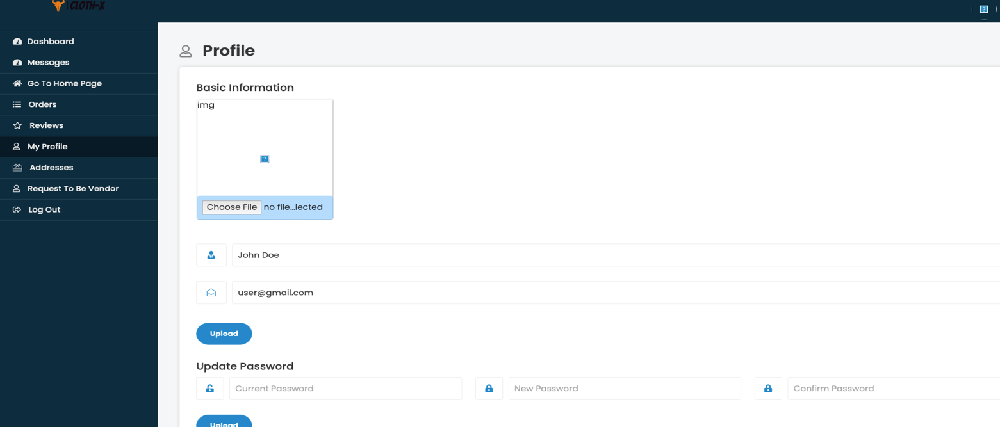 CLOTH-X
Dashboard
Messages
Go To Home Page
Orders
Reviews
My Profile
Addresses
Request To Be Vendor
Log Out
Profile
Basic Information
img
Choose File no file...lected
John Doe
user@gmail.com
Upload
Update Password
Current Password New Password Confirm Password
Upload